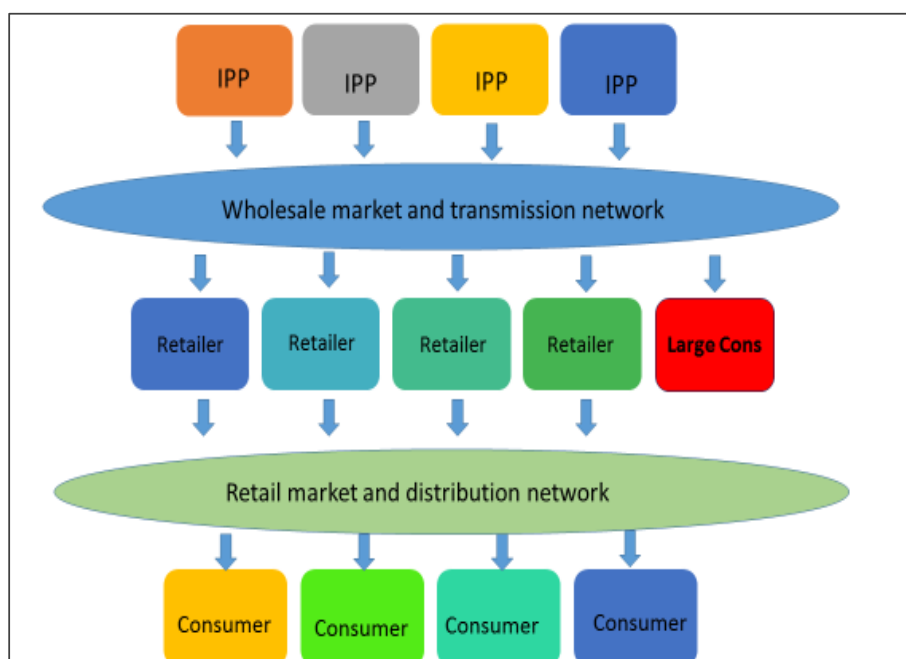 IPP
IPP
IPP
IPP
Wholesale market and transmission network
Retailer
Retailer
Retailer
Retailer
Large Cons
Retail market and distribution network
Consumer
Consumer
Consumer
Consumer